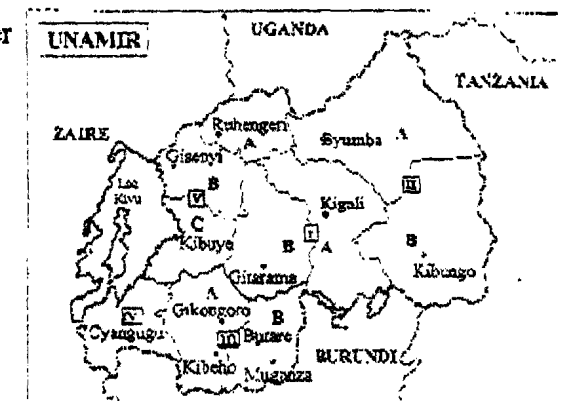 er
UNAMIR
UGANDA
TANZANIA
ZAIRE
Ruhengeri
A
Byumba A
Gisenyi
B
Lac
Kivu
V
II
Kigali
C
Kibuye
B
I
A
B
Gitarama
Kibungo
A
Gikongoro
B
IV
Cyangugu
III
Butare
BURUNDI
Kibeho
Muganza